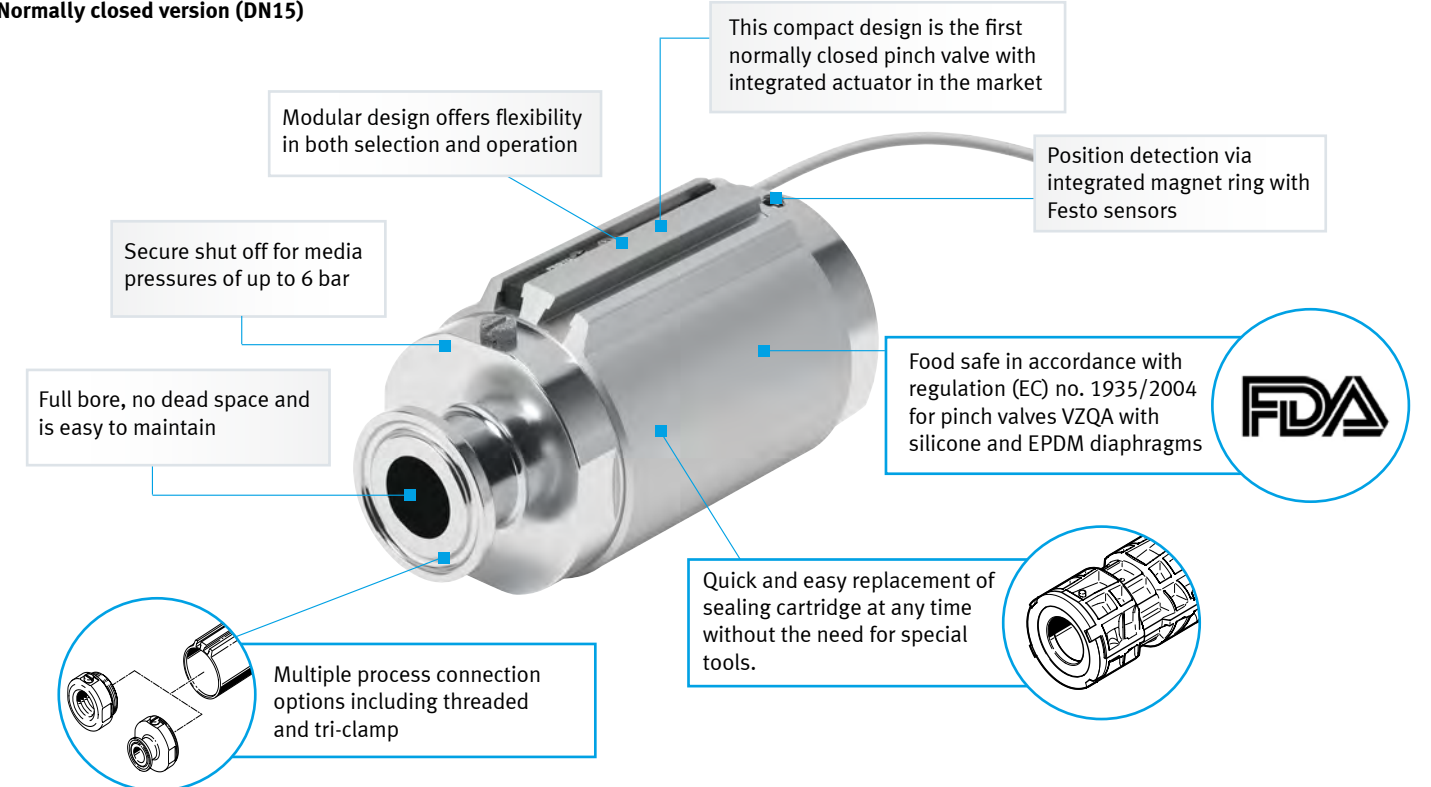 Normally closed version (DN15)
This compact design is the first
normally closed pinch valve with
integrated actuator in the market
Modular design offers flexibility
in both selection and operation
Position detection via
integrated magnet ring with
Festo sensors
Secure shut off for media
pressures of up to 6 bar
Food safe in accordance with
regulation (EC) no. 1935/2004
for pinch valves VZQA with
silicone and EPDM diaphragms
FDA
Full bore, no dead space and
is easy to maintain
Quick and easy replacement of
sealing cartridge at any time
without the need for special
tools.
Multiple process connection
options including threaded
and tri-clamp